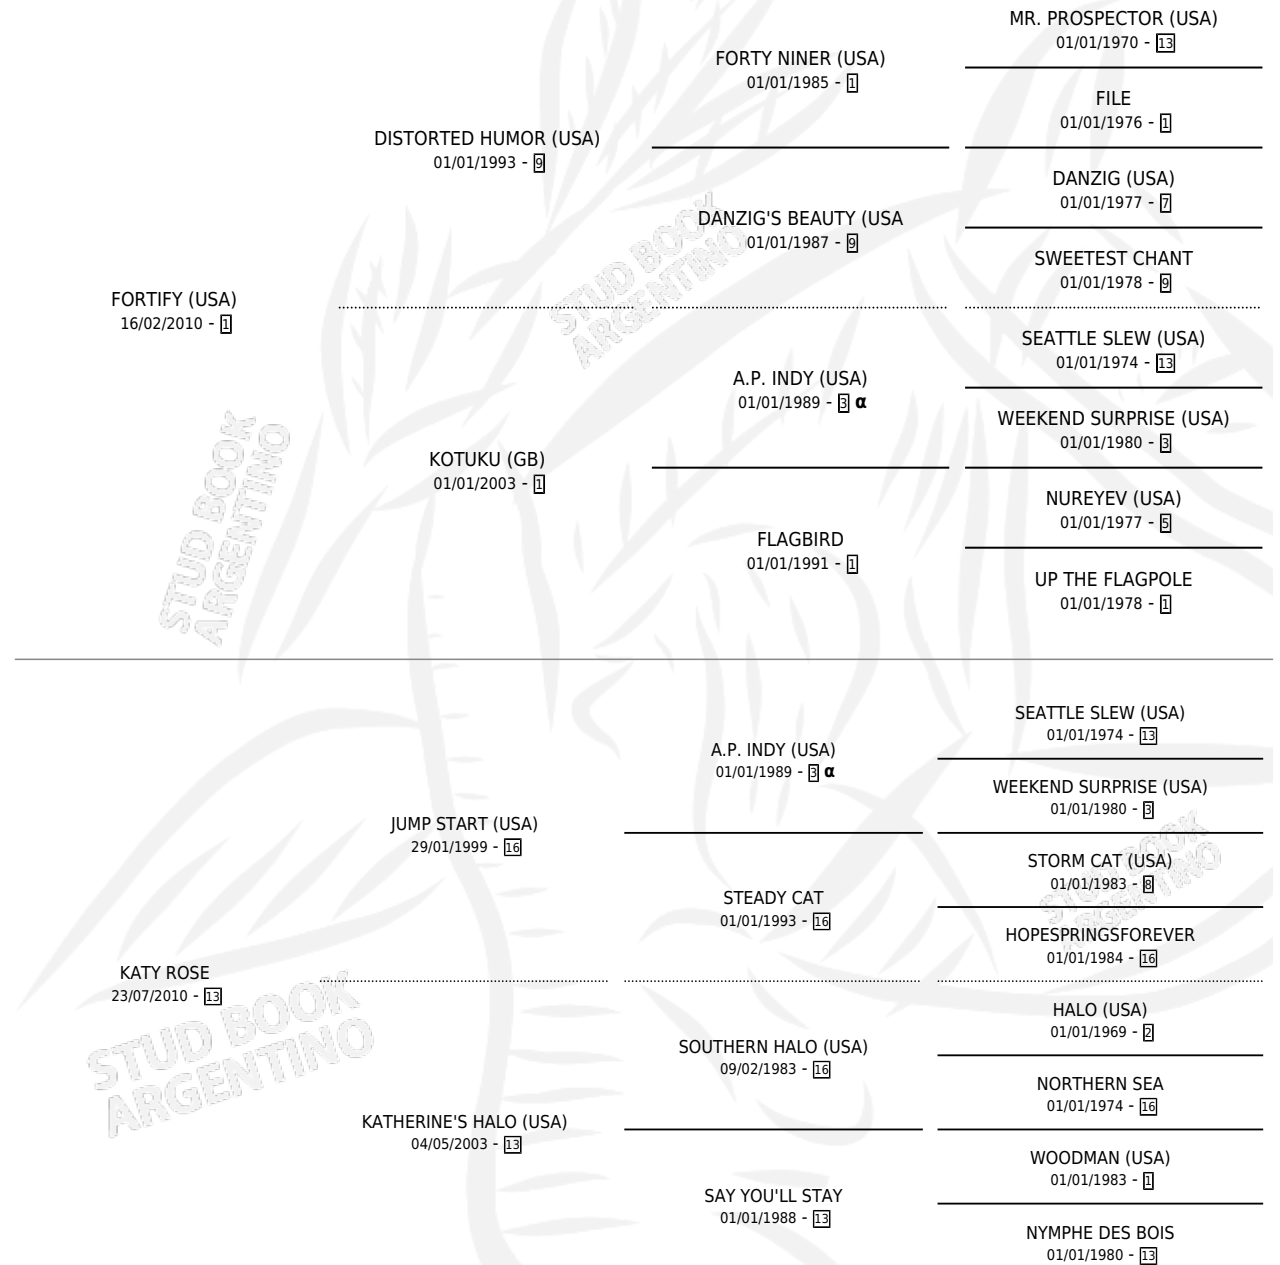 MR. PROSPECTOR (USA)
01/01/1970 - 13
FORTY NINER (USA)
01/01/1985 - 1
FILE
01/01/1976 - 1
DISTORTED HUMOR (USA)
01/01/1993 - 9
DANZIG (USA)
01/01/1977 - 7
DANZIG'S BEAUTY (USA
01/01/1987 - 9
SWEETEST CHANT
01/01/1978 - 9
FORTIFY (USA)
16/02/2010 - 1
SEATTLE SLEW (USA)
01/01/1974 - 13
A.P. INDY (USA)
01/01/1989 - 3 α
WEEKEND SURPRISE (USA)
01/01/1980 - 3
KOTUKU (GB)
01/01/2003 - 1
NUREYEV (USA)
01/01/1977 - 5
FLAGBIRD
01/01/1991 - 1
UP THE FLAGPOLE
01/01/1978 - 1
STUD BOOK
ARGENTINO
STUD BOOK
ARGENTINO
SEATTLE SLEW (USA)
01/01/1974 - 13
A.P. INDY (USA)
01/01/1989 - 3 α
WEEKEND SURPRISE (USA)
01/01/1980 - 3
JUMP START (USA)
29/01/1999 - 16
STORM CAT (USA)
01/01/1983 - 8
STEADY CAT
01/01/1993 - 16
HOPESPRINGSFOREVER
01/01/1984 - 16
KATY ROSE
23/07/2010 - 13
HALO (USA)
01/01/1969 - 2
SOUTHERN HALO (USA)
09/02/1983 - 16
NORTHERN SEA
01/01/1974 - 16
KATHERINE'S HALO (USA)
04/05/2003 - 13
WOODMAN (USA)
01/01/1983 - 1
SAY YOU'LL STAY
01/01/1988 - 13
NYMPHE DES BOIS
01/01/1980 - 13
STUD BOOK
ARGENTINO
STUD BOOK
ARGENTINO